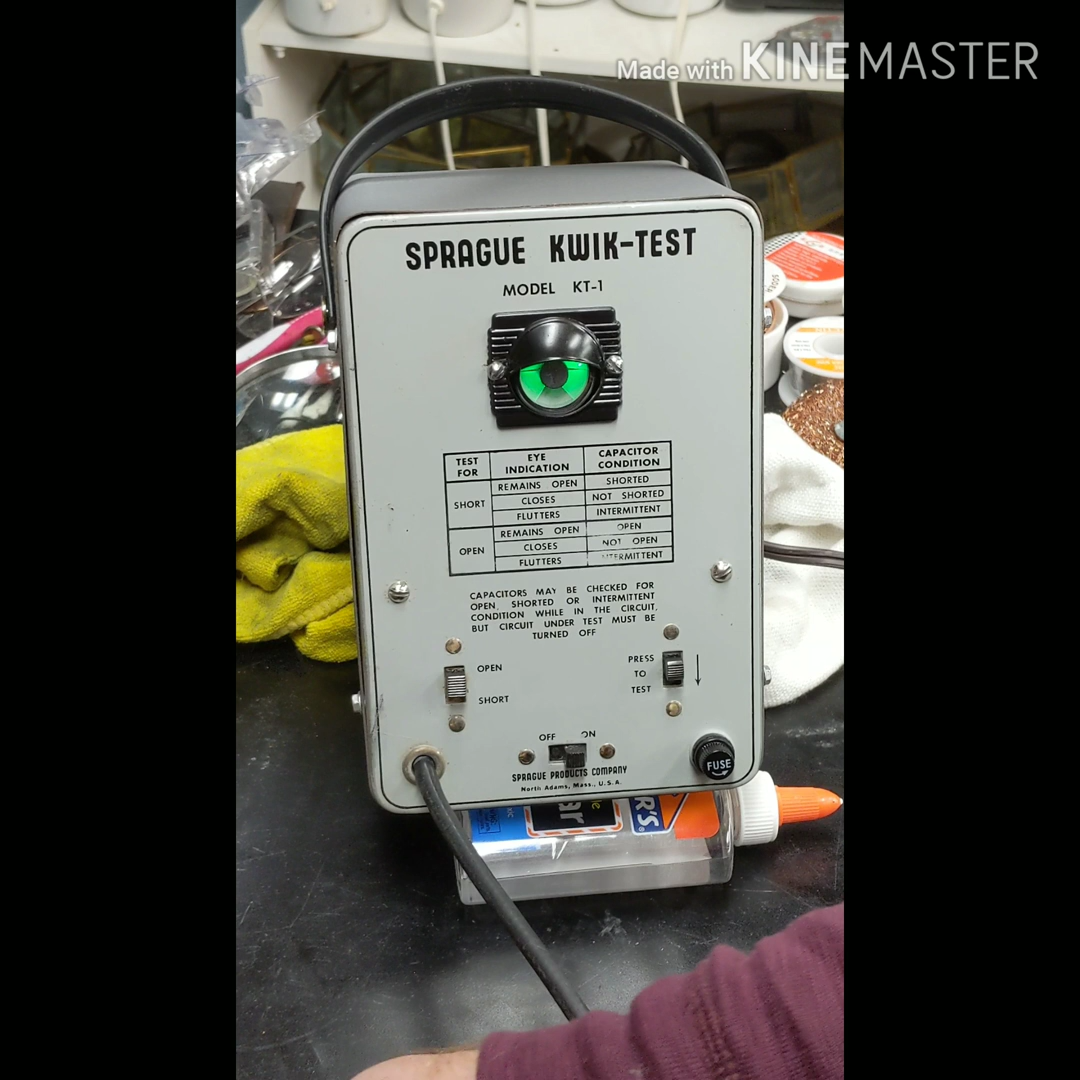 Made with KINEMASTER
SPRAGUE KWIK-TEST
MODEL KT-1
TEST FOR
EYE INDICATION
CAPACITOR CONDITION
SHORT
REMAINS OPEN SHORTED
CLOSES NOT SHORTED
FLUTTERS INTERMITTENT
OPEN
REMAINS OPEN OPEN
CLOSES NOT OPEN
FLUTTERS INTERMITTENT
CAPACITORS MAY BE CHECKED FOR
OPEN, SHORTED OR INTERMITTENT
CONDITION WHILE IN THE CIRCUIT,
BUT CIRCUIT UNDER TEST MUST BE
TURNED OFF
OPEN
SHORT
PRESS
TO
TEST
OFF ON
FUSE
SPRAGUE PRODUCTS COMPANY
North Adams, Mass., U.S.A.